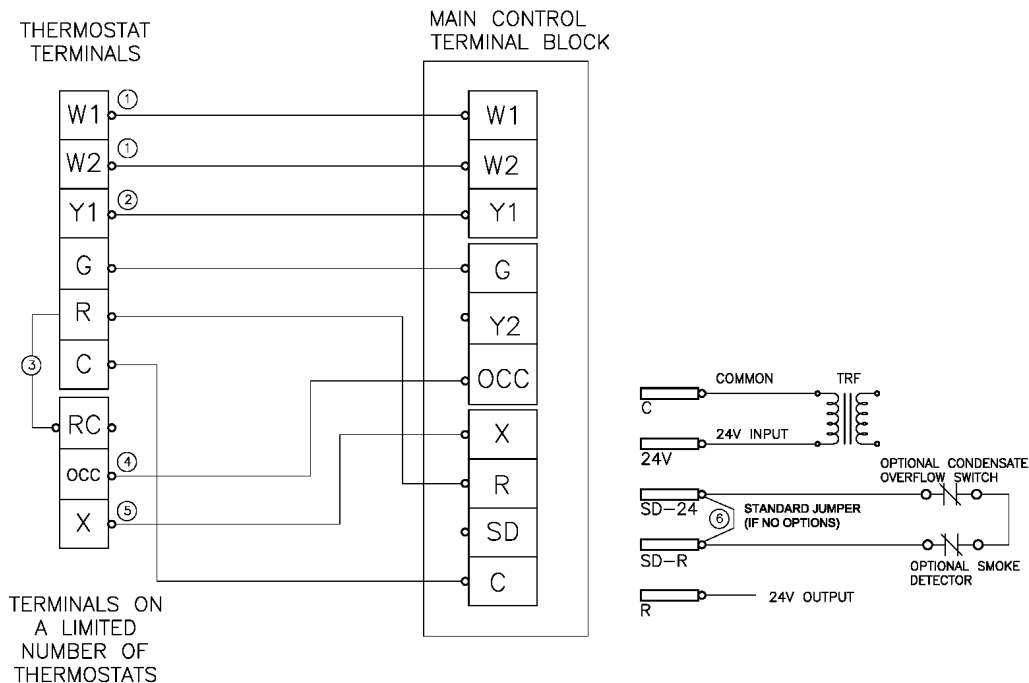 THERMOSTAT
TERMINALS
W1
①
W2
①
Y1
②
G
R
C
③
RC
OCC
④
X
⑤
TERMINALS ON
A LIMITED
NUMBER OF
THERMOSTATS
MAIN CONTROL
TERMINAL BLOCK
W1
W2
Y1
G
Y2
OCC
X
R
SD
C
COMMON
TRF
C
24V INPUT
24V
OPTIONAL CONDENSATE
OVERFLOW SWITCH
SD-24
⑥
STANDARD JUMPER
(IF NO OPTIONS)
SD-R
OPTIONAL SMOKE
DETECTOR
24V OUTPUT
R